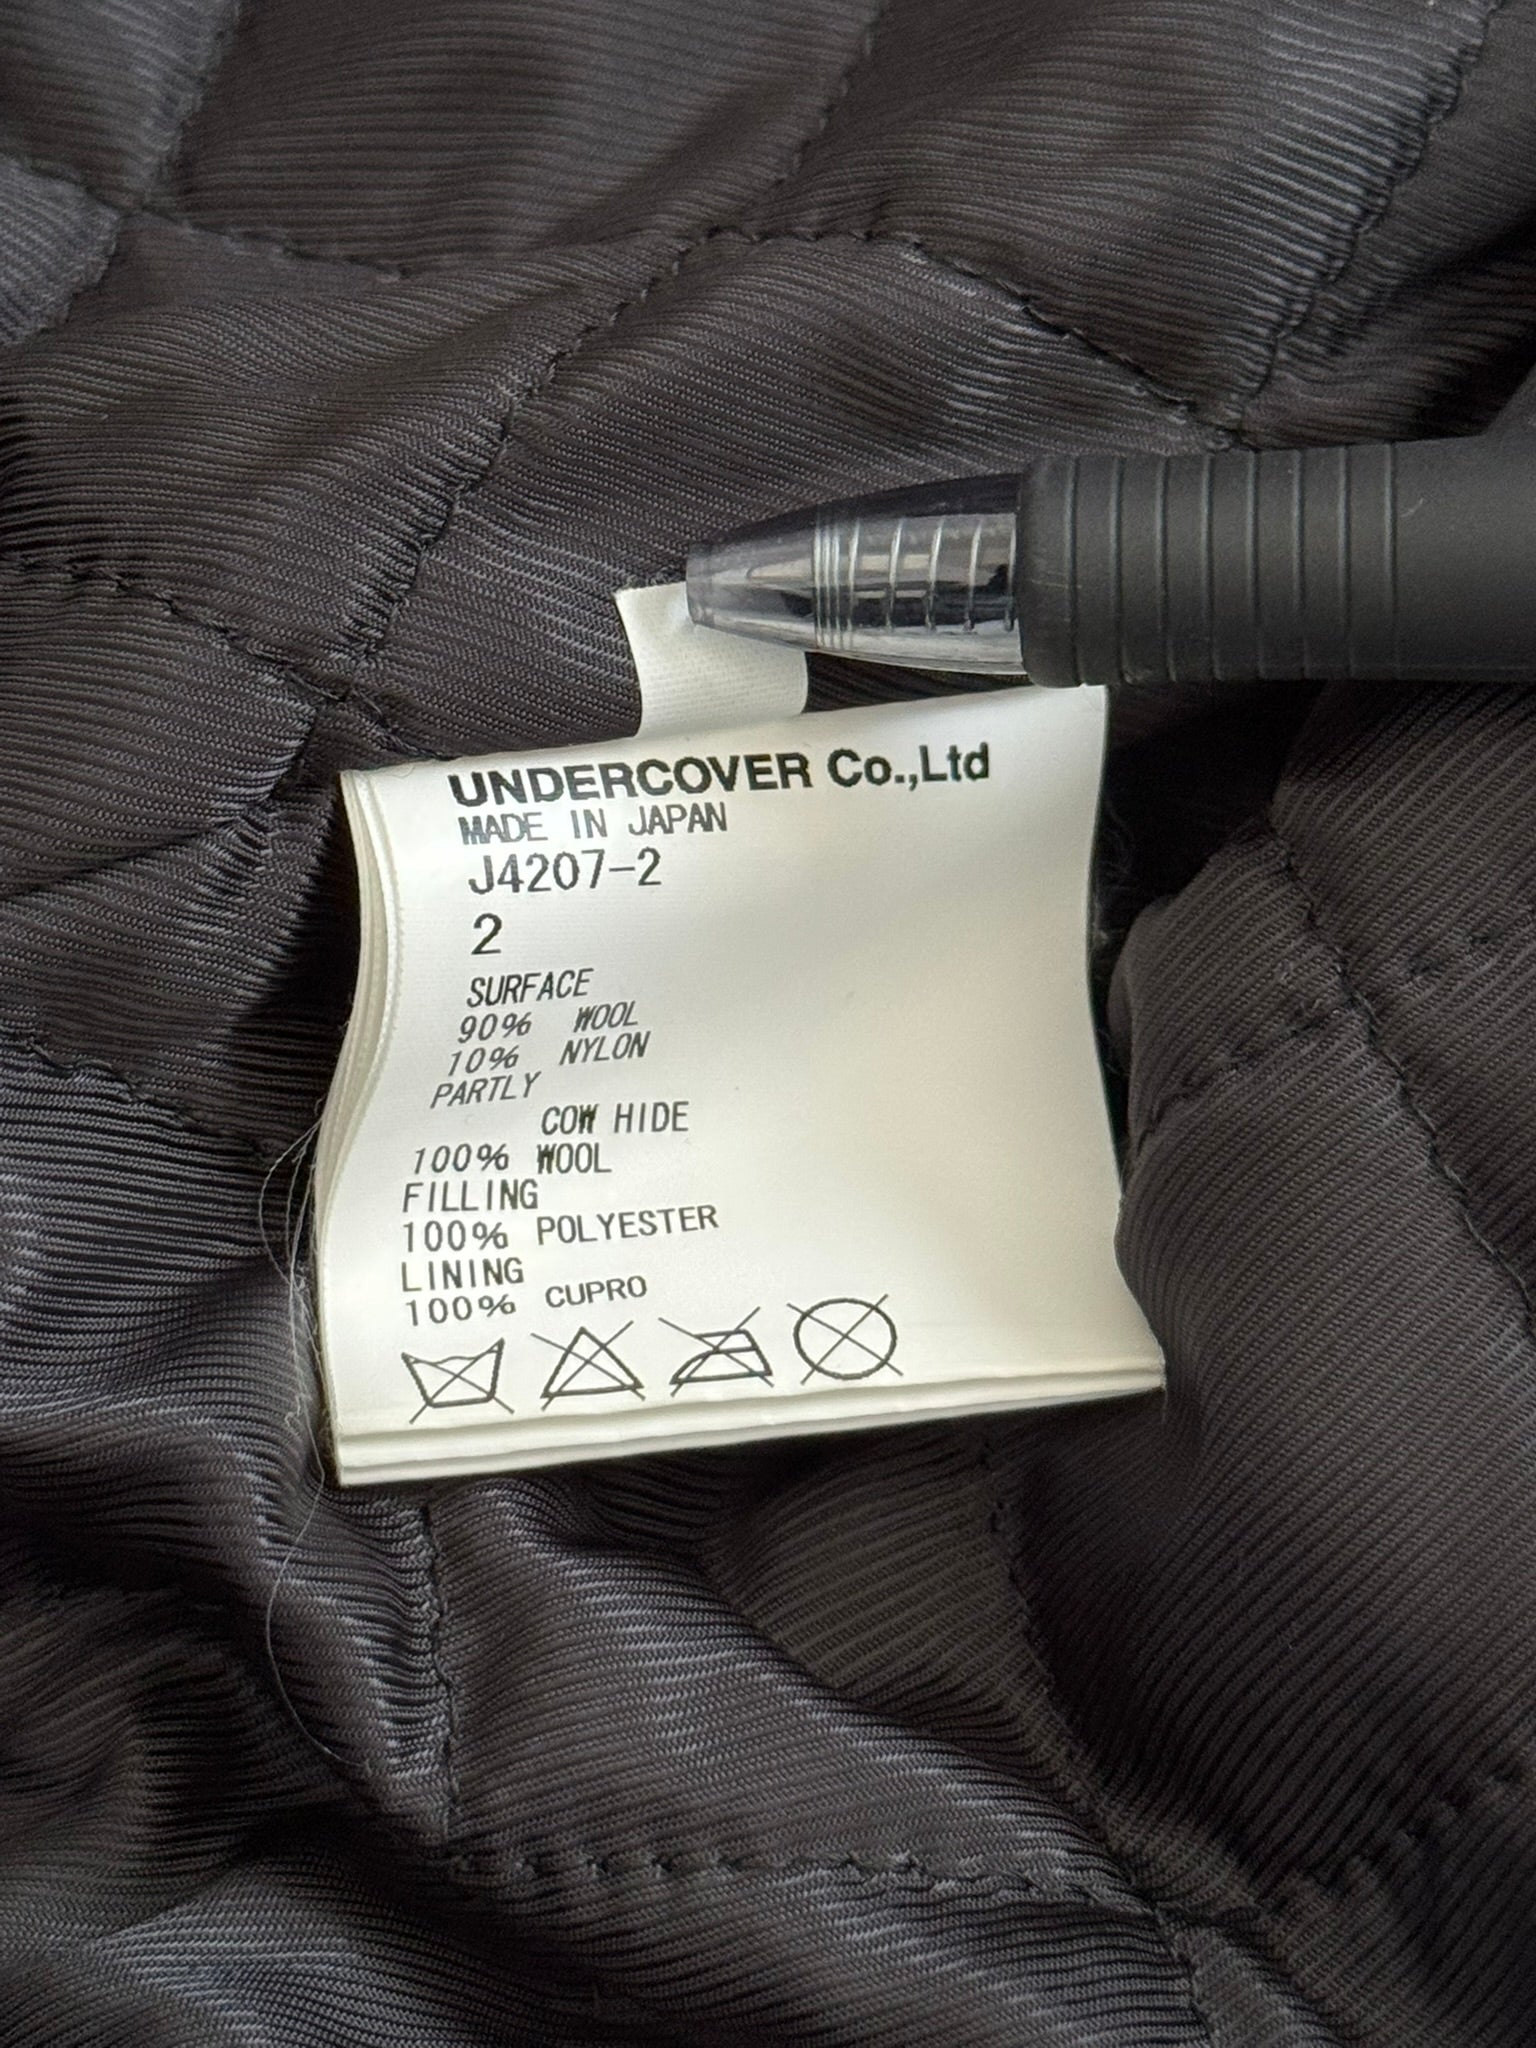 UNDERCOVER Co.,Ltd
MADE IN JAPAN
J4207-2
2
SURFACE
90% WOOL
10% NYLON
PARTLY
COW HIDE
100% WOOL
FILLING
100% POLYESTER
LINING
100% CUPRO